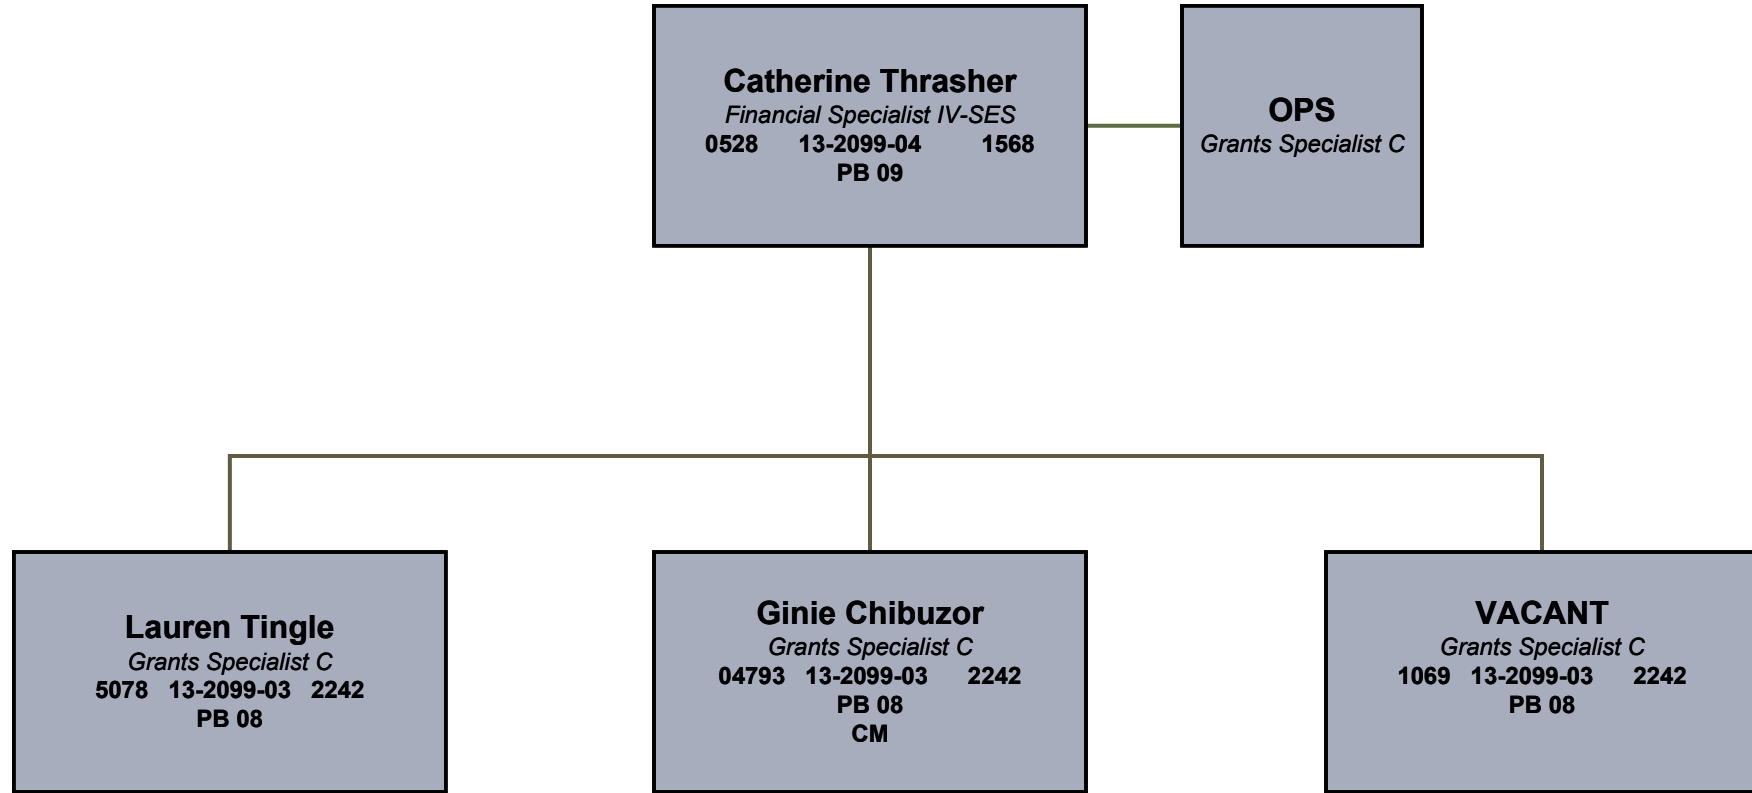 Catherine Thrasher
Financial Specialist IV-SES
0528 13-2099-04 1568
PB 09
OPS
Grants Specialist C
Lauren Tingle
Grants Specialist C
5078 13-2099-03 2242
PB 08
Ginie Chibuzor
Grants Specialist C
04793 13-2099-03 2242
PB 08
CM
VACANT
Grants Specialist C
1069 13-2099-03 2242
PB 08